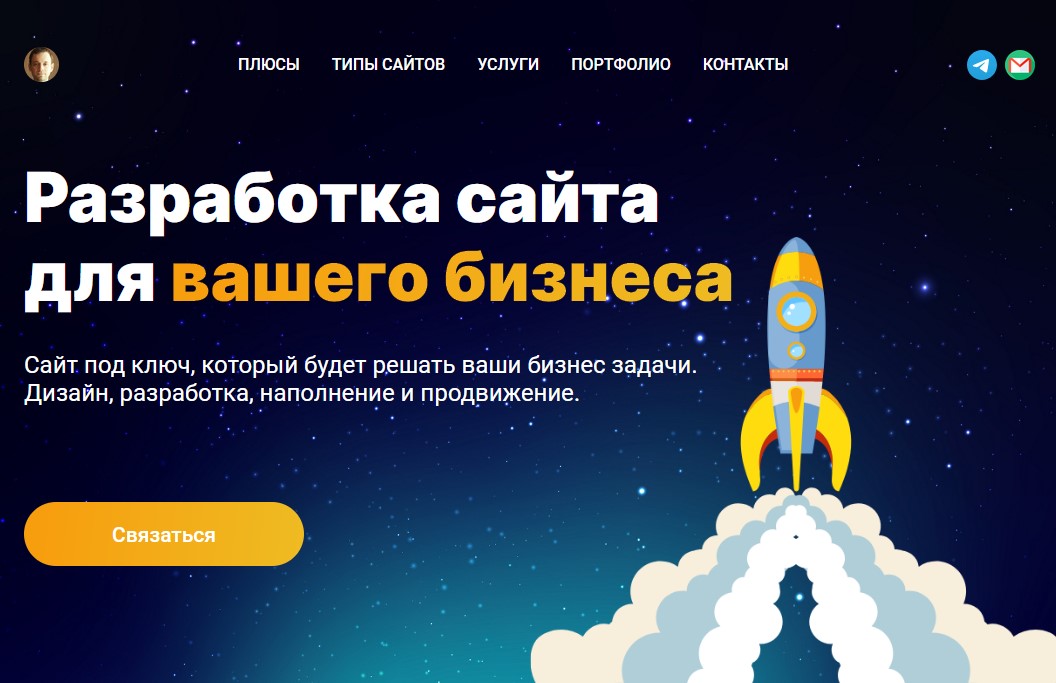 ПЛЮСЫ ТИПЫ САЙТОВ УСЛУГИ ПОРТФОЛИО КОНТАКТЫ
Разработка сайта
для вашего бизнеса
Сайт под ключ, который будет решать ваши бизнес задачи.
Дизайн, разработка, наполнение и продвижение.
Связаться